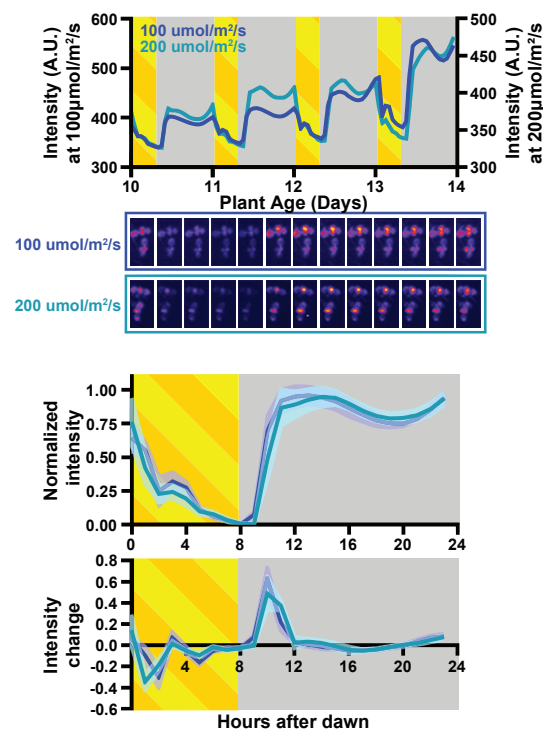 100 umol/m²/s
200 umol/m²/s
Intensity (A.U.)
at 100μmol/m²/s
600
500
400
300
500
450
400
350
300
Intensity (A.U.)
at 200μmol/m²/s
10 11 12 13 14
Plant Age (Days)
100 umol/m²/s
200 umol/m²/s
Normalized
intensity
1.00
0.75
0.50
0.25
0.00
0 4 8 12 16 20 24
Intensity
change
0.8
0.6
0.4
0.2
0.0
-0.2
-0.4
-0.6
4 8 12 16 20 24
Hours after dawn